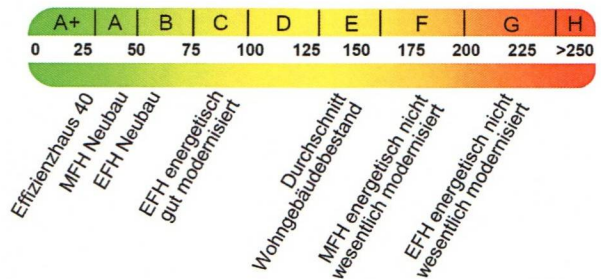 A+ A B C D E F G H
0 25 50 75 100 125 150 175 200 225 >250
Effizienzhaus 40
MFH Neubau
EFH Neubau
EFH energetisch
gut modernisiert
Durchschnitt
Wohngebäudebestand
MFH energetisch nicht
wesentlich modernisiert
EFH energetisch nicht
wesentlich modernisiert